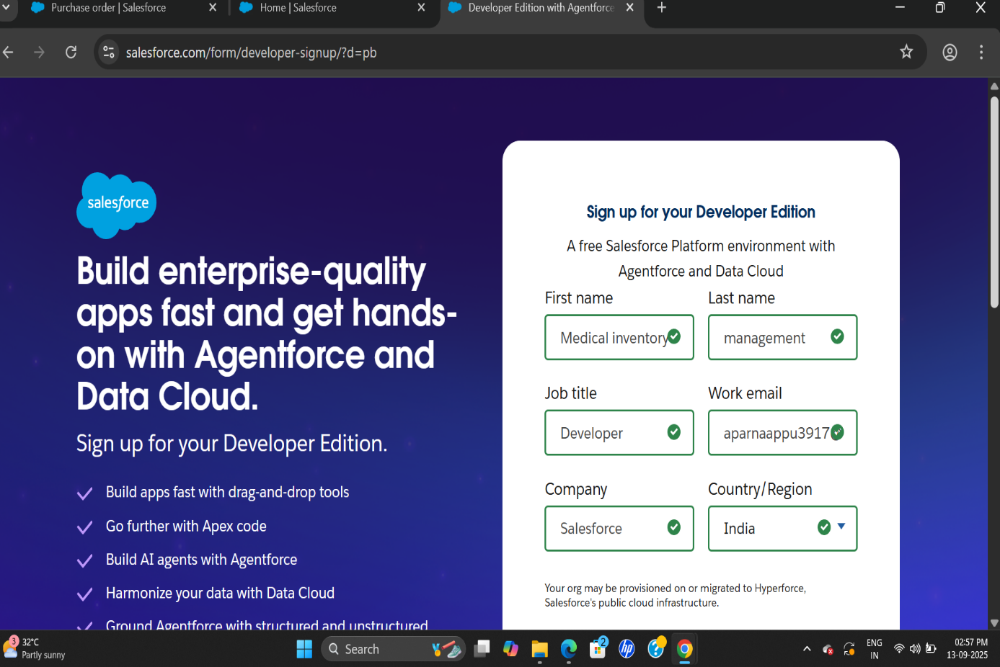 Purchase order | Salesforce
Home | Salesforce
Developer Edition with Agentforce
salesforce.com/form/developer-signup/?d=pb
salesforce
Build enterprise-quality
apps fast and get hands-
on with Agentforce and
Data Cloud.
Sign up for your Developer Edition.
Build apps fast with drag-and-drop tools
Go further with Apex code
Build AI agents with Agentforce
Harmonize your data with Data Cloud
Ground Agentforce with structured and unstructured
Sign up for your Developer Edition
A free Salesforce Platform environment with
Agentforce and Data Cloud
First name
Last name
Medical inventory
management
Job title
Work email
Developer
aparnaappu3917
Company
Country/Region
Salesforce
India
Your org may be provisioned on or migrated to Hyperforce,
Salesforce's public cloud infrastructure.
3
32°C
Partly sunny
Search
2
hp
ENG
IN
02:57 PM
13-09-2025